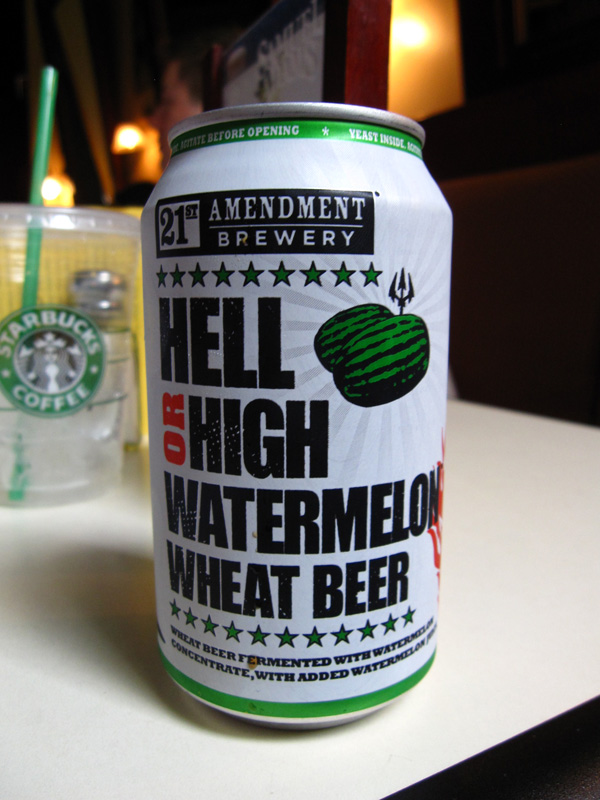 AGITATE BEFORE OPENING * YEAST INSIDE.
21ST AMENDMENT
BREWERY
HELL
OR HIGH
WATERMELON
WHEAT BEER
WHEAT BEER FERMENTED WITH WATERMELON
CONCENTRATE, WITH ADDED WATERMELON
STARBUCKS
COFFEE